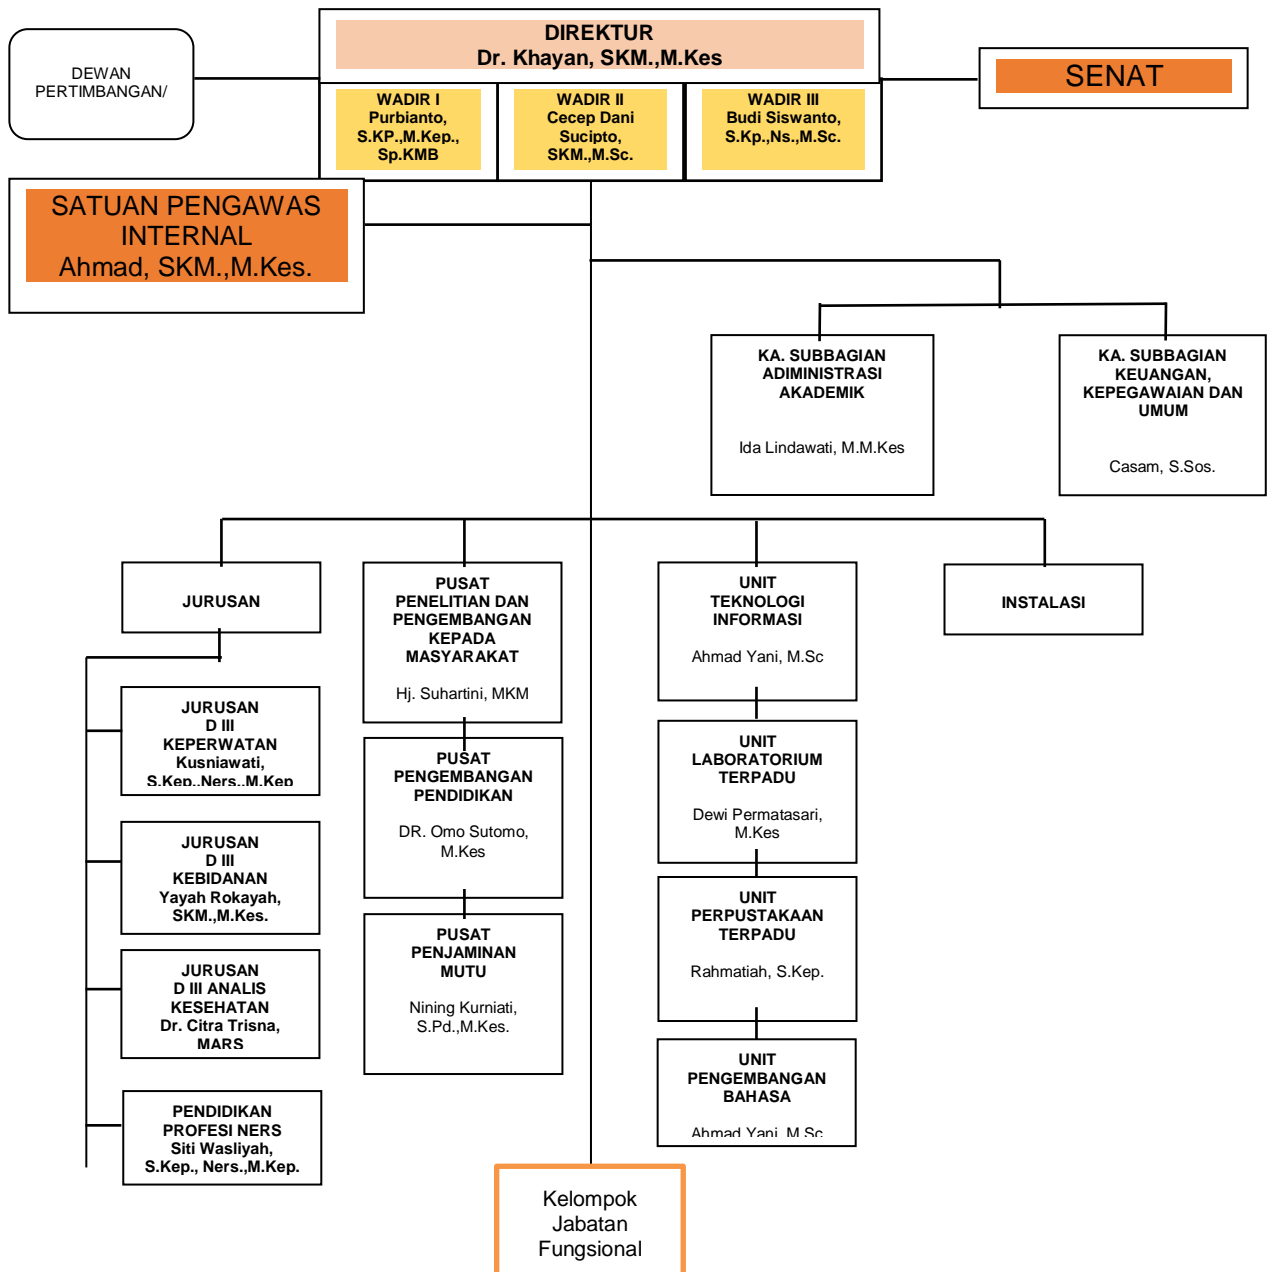 DIREKTUR
Dr. Khayan, SKM.,M.Kes
DEWAN
PERTIMBANGAN/
SENAT
WADIR I
Purbianto,
S.KP.,M.Kep.,
Sp.KMB
WADIR II
Cecep Dani
Sucipto,
SKM.,M.Sc.
WADIR III
Budi Siswanto,
S.Kp.,Ns.,M.Sc.
SATUAN PENGAWAS
INTERNAL
Ahmad, SKM.,M.Kes.
KA. SUBBAGIAN
ADIMINISTRASI
AKADEMIK
Ida Lindawati, M.M.Kes
KA. SUBBAGIAN
KEUANGAN,
KEPEGAWAIAN DAN
UMUM
Casam, S.Sos.
JURUSAN
JURUSAN
D III
KEPERWATAN
Kusniawati,
S.Kep.,Ners.,M.Kep
JURUSAN
D III
KEBIDANAN
Yayah Rokayah,
SKM.,M.Kes.
JURUSAN
D III ANALIS
KESEHATAN
Dr. Citra Trisna,
MARS
PENDIDIKAN
PROFESI NERS
Siti Wasliyah,
S.Kep., Ners.,M.Kep.
PUSAT
PENELITIAN DAN
PENGEMBANGAN
KEPADA
MASYARAKAT
Hj. Suhartini, MKM
PUSAT
PENGEMBANGAN
PENDIDIKAN
DR. Omo Sutomo,
M.Kes
PUSAT
PENJAMINAN
MUTU
Nining Kurniati,
S.Pd.,M.Kes.
UNIT
TEKNOLOGI
INFORMASI
Ahmad Yani, M.Sc
UNIT
LABORATORIUM
TERPADU
Dewi Permatasari,
M.Kes
UNIT
PERPUSTAKAAN
TERPADU
Rahmatiah, S.Kep.
UNIT
PENGEMBANGAN
BAHASA
Ahmad Yani, M.Sc
INSTALASI
Kelompok
Jabatan
Fungsional